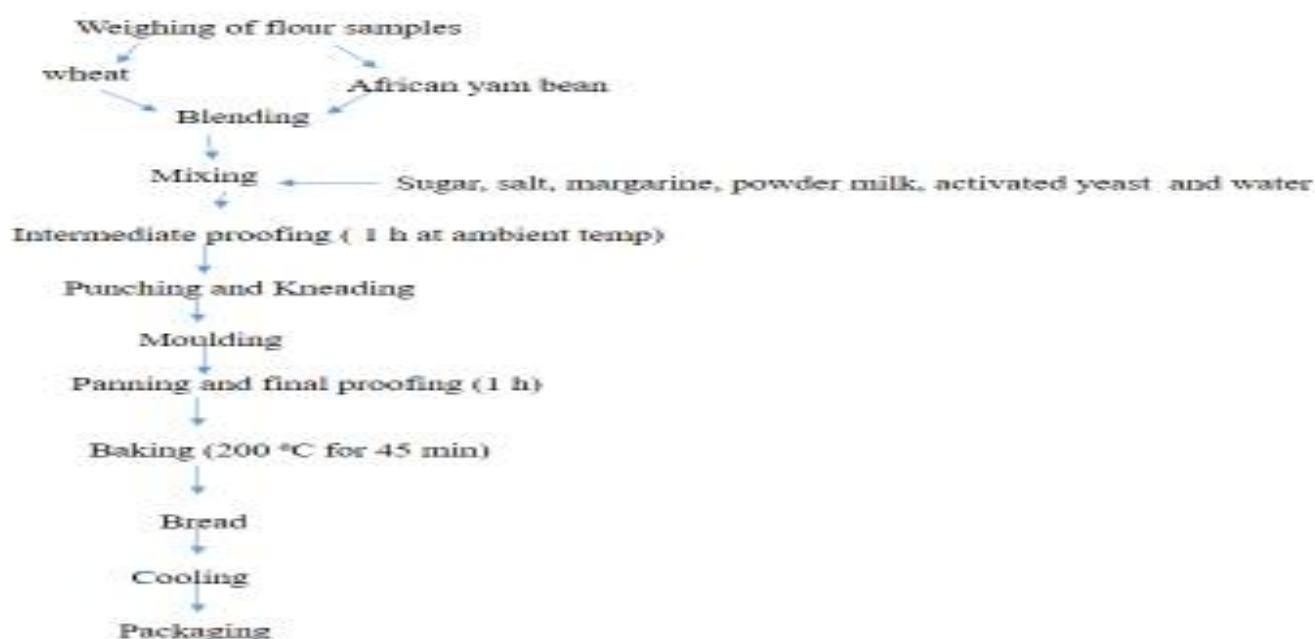 Weighing of flour samples
wheat
African yam bean
Blending
Mixing
Sugar, salt, margarine, powder milk, activated yeast and water
Intermediate proofing ( 1 h at ambient temp)
Punching and Kneading
Moulding
Panning and final proofing (1 h)
Baking (200 °C for 45 min)
Bread
Cooling
Packaging